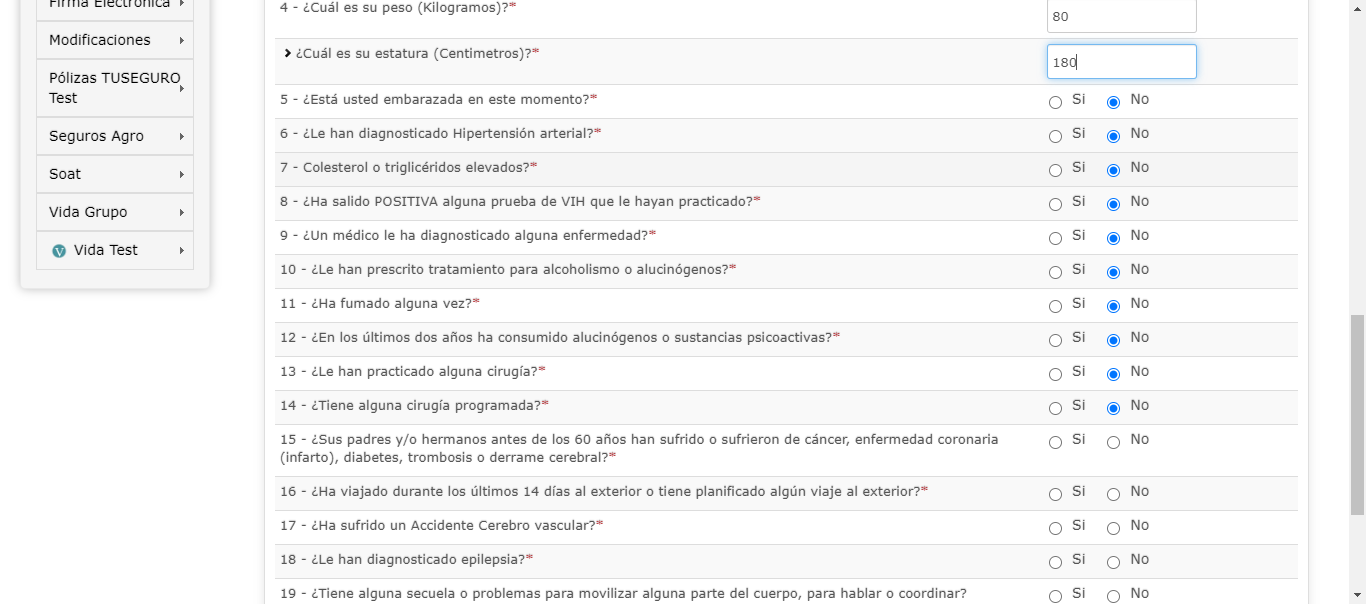 Firma Electrónica
Modificaciones
Pólizas TUSEGURO
Test
Seguros Agro
Soat
Vida Grupo
Vida Test
4 - ¿Cuál es su peso (Kilogramos)?*
80
¿Cuál es su estatura (Centimetros)?*
180
5 - ¿Está usted embarazada en este momento?* Si No
6 - ¿Le han diagnosticado Hipertensión arterial?* Si No
7 - Colesterol o triglicéridos elevados?* Si No
8 - ¿Ha salido POSITIVA alguna prueba de VIH que le hayan practicado?* Si No
9 - ¿Un médico le ha diagnosticado alguna enfermedad?* Si No
10 - ¿Le han prescrito tratamiento para alcoholismo o alucinógenos?* Si No
11 - ¿Ha fumado alguna vez?* Si No
12 - ¿En los últimos dos años ha consumido alucinógenos o sustancias psicoactivas?* Si No
13 - ¿Le han practicado alguna cirugía?* Si No
14 - ¿Tiene alguna cirugía programada?* Si No
15 - ¿Sus padres y/o hermanos antes de los 60 años han sufrido o sufrieron de cáncer, enfermedad coronaria Si No
(infarto), diabetes, trombosis o derrame cerebral?*
16 - ¿Ha viajado durante los últimos 14 días al exterior o tiene planificado algún viaje al exterior?* Si No
17 - ¿Ha sufrido un Accidente Cerebro vascular?* Si No
18 - ¿Le han diagnosticado epilepsia?* Si No
19 - ¿Tiene alguna secuela o problemas para movilizar alguna parte del cuerpo, para hablar o coordinar? Si No